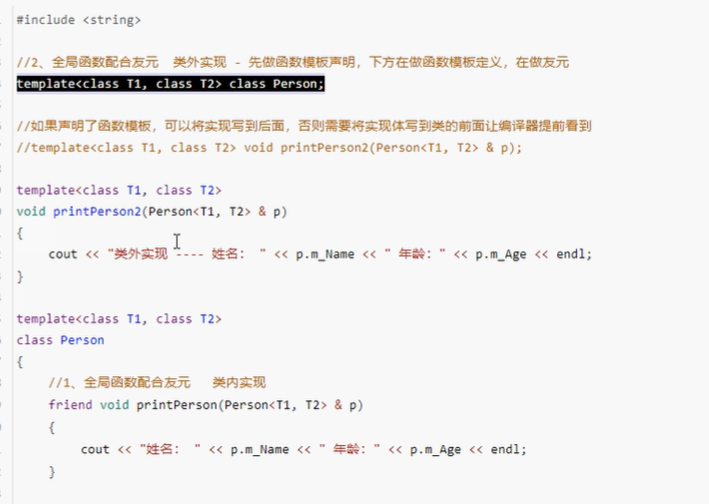 #include <string>
//2、全局函数配合友元  类外实现 - 先做函数模板声明，下方在做函数模板定义，在做友元
template<class T1, class T2> class Person;
//如果声明了函数模板，可以将实现写到后面，否则需要将实现体写到类的前面让编译器提前看到
//template<class T1, class T2> void printPerson2(Person<T1, T2> & p);
template<class T1, class T2>
void printPerson2(Person<T1, T2> & p)
{
cout << "类外实现 ---- 姓名： " << p.m_Name << " 年龄：" << p.m_Age << endl;
}
template<class T1, class T2>
class Person
{
//1、全局函数配合友元   类内实现
friend void printPerson(Person<T1, T2> & p)
{
cout << "姓名： " << p.m_Name << " 年龄：" << p.m_Age << endl;
}